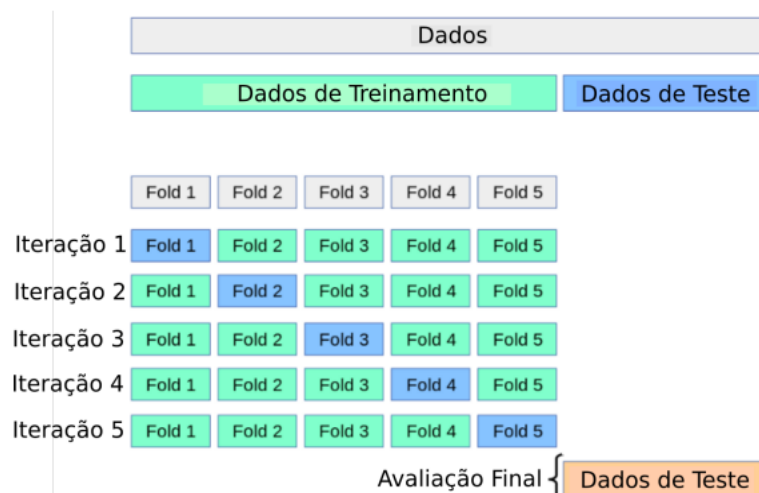 Dados
Dados de Treinamento Dados de Teste
Fold 1 Fold 2 Fold 3 Fold 4 Fold 5
Iteração 1 Fold 1 Fold 2 Fold 3 Fold 4 Fold 5
Iteração 2 Fold 1 Fold 2 Fold 3 Fold 4 Fold 5
Iteração 3 Fold 1 Fold 2 Fold 3 Fold 4 Fold 5
Iteração 4 Fold 1 Fold 2 Fold 3 Fold 4 Fold 5
Iteração 5 Fold 1 Fold 2 Fold 3 Fold 4 Fold 5
Avaliação Final { Dados de Teste